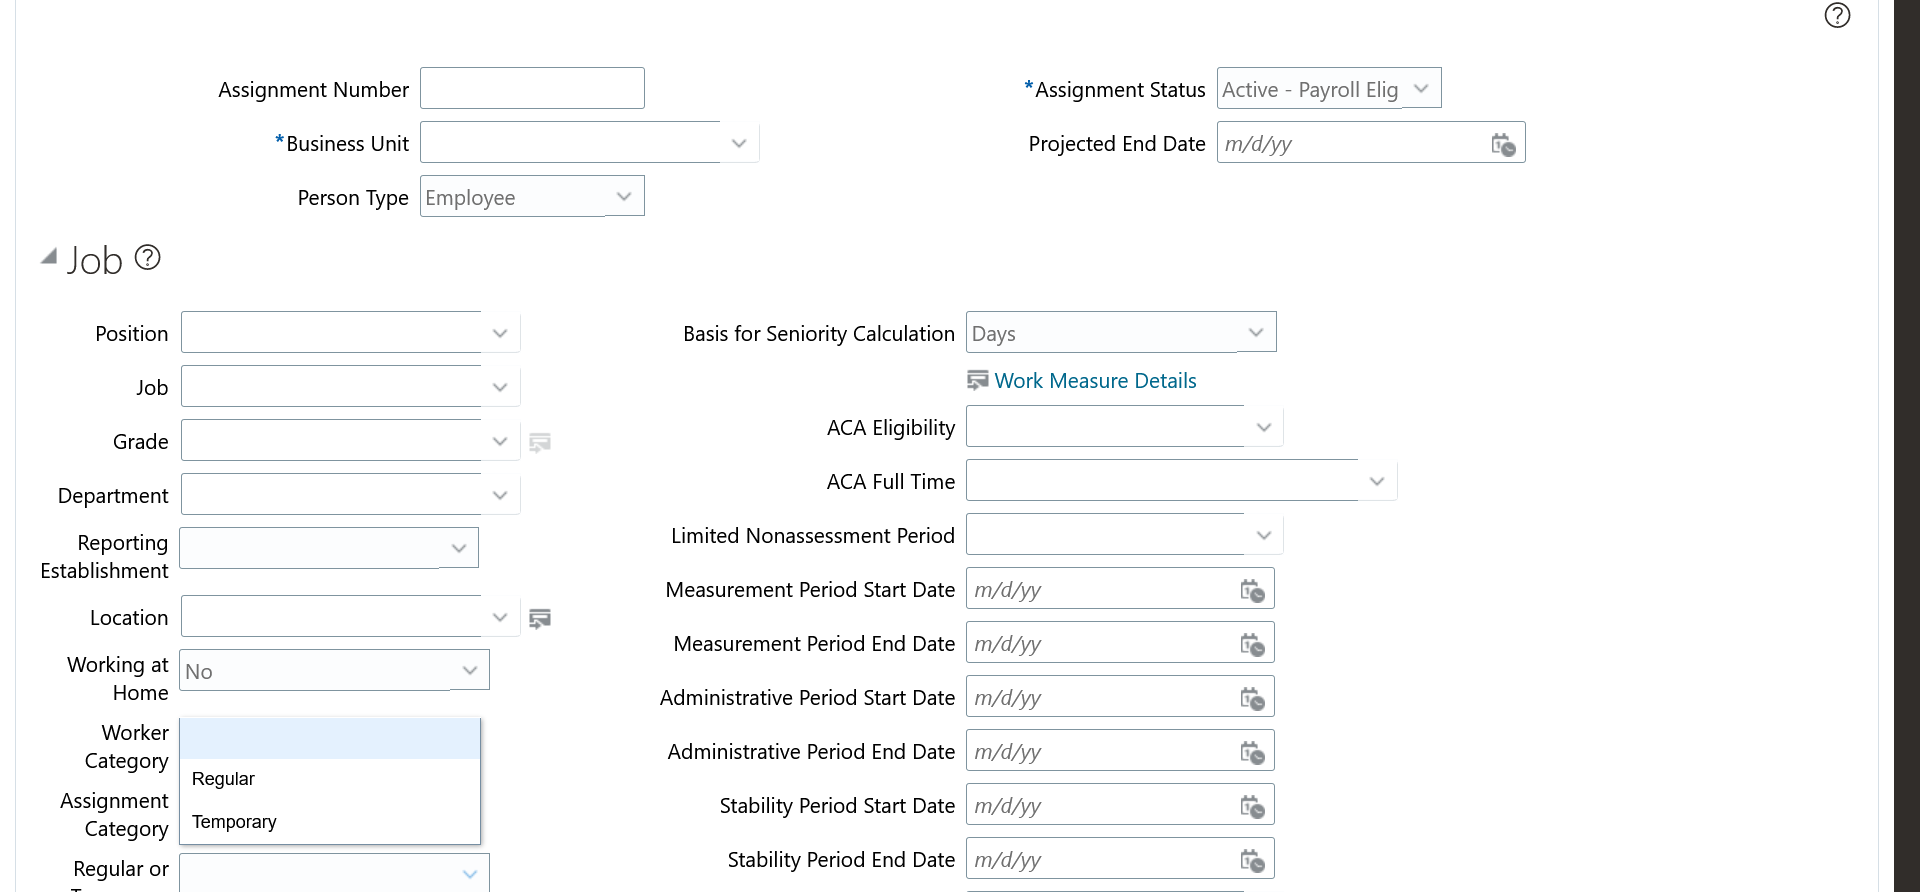 Assignment Number
*Assignment Status Active - Payroll Elig
*Business Unit
Projected End Date m/d/yy
Person Type Employee
Job
Position
Basis for Seniority Calculation Days
Work Measure Details
Job
ACA Eligibility
Grade
ACA Full Time
Department
Limited Nonassessment Period
Reporting
Establishment
Measurement Period Start Date m/d/yy
Location
Measurement Period End Date m/d/yy
Working at
Home
No
Administrative Period Start Date m/d/yy
Worker
Category
Administrative Period End Date m/d/yy
Regular
Assignment
Category
Temporary
Stability Period Start Date m/d/yy
Regular or
Stability Period End Date m/d/yy